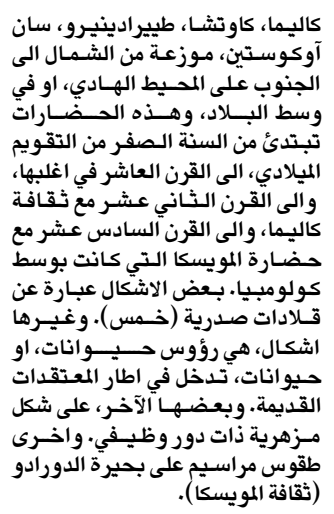 كاليما، كاوتشا، طييرادينيرو، سان
آوكوستين، موزعة من الشمال الى
الجنوب على المحيط الهادي، او في
وسط البلاد، وهذه الحضارات
تبتدئ من السنة الصفر من التقويم
الميلادي، الى القرن العاشر في اغلبها،
والى القرن الثاني عشر مع ثقافة
كاليما، والى القرن السادس عشر مع
حضارة المويسكا التي كانت بوسط
كولومبيا. بعض الاشكال عبارة عن
قلادات صدرية (خمس). وغيرها
اشكال، هي رؤوس حيوانات، او
حيوانات، تدخل في اطار المعتقدات
القديمة. وبعضها الآخر، على شكل
مزهرية ذات دور وظيفي. واخرى
طقوس مراسيم على بحيرة الدورادو
(ثقافة المويسكا).